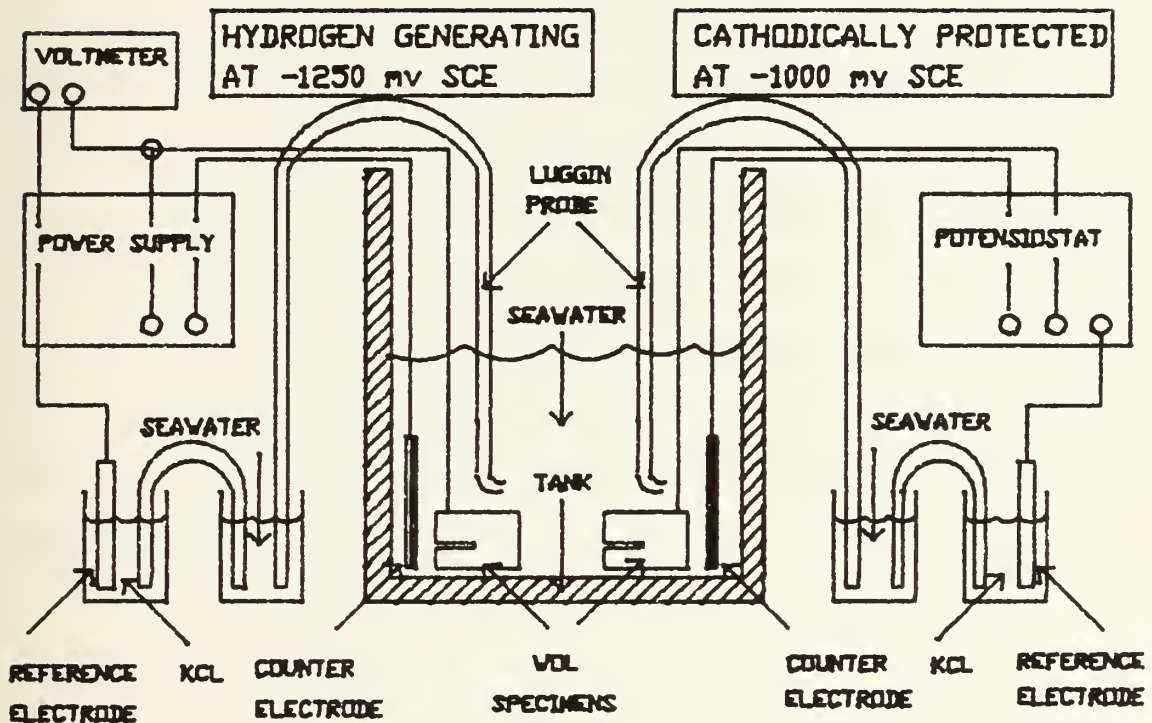 HYDROGEN GENERATING
AT -1250 mv SCE
CATHODICALLY PROTECTED
AT -1000 mv SCE
VOLTMETER
LUGGIN
PROBE
POWER SUPPLY
POTENSIOSTAT
SEAWATER
SEAWATER
SEAWATER
TANK
REFERENCE
ELECTRODE
KCL
COUNTER
ELECTRODE
WOL
SPECIMENS
COUNTER
ELECTRODE
KCL
REFERENCE
ELECTRODE